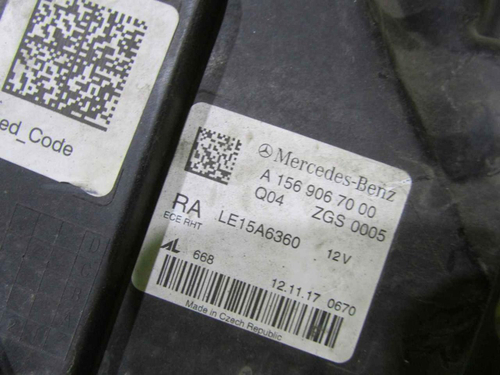 ed_Code
Mercedes-Benz
A 156 906 70 00
Q04 ZGS 0005
RA LE15A6360 12V
ECE RHT
AL 668 12.11.17 0670
Made in Czech Republic